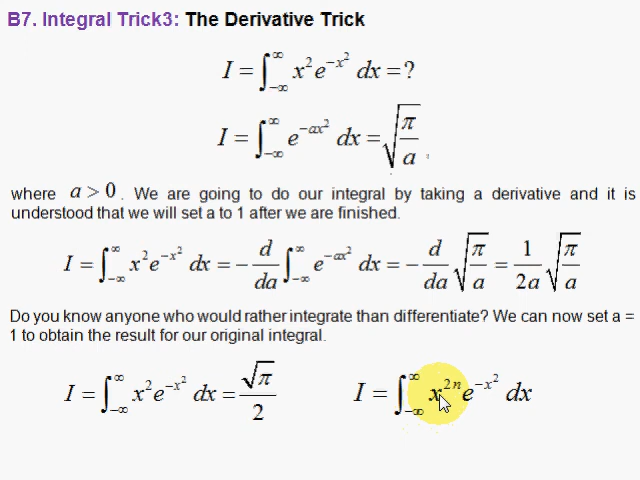 B7. Integral Trick3: The Derivative Trick
I = ∫_{-∞}^{∞} x² e^{-x²} dx = ?
I = ∫_{-∞}^{∞} e^{-ax²} dx = √(π/a) ,
where a > 0 . We are going to do our integral by taking a derivative and it is
understood that we will set a to 1 after we are finished.
I = ∫_{-∞}^{∞} x² e^{-x²} dx = - d/da ∫_{-∞}^{∞} e^{-ax²} dx = - d/da √(π/a) = 1/2a √(π/a)
Do you know anyone who would rather integrate than differentiate? We can now set a =
1 to obtain the result for our original integral.
I = ∫_{-∞}^{∞} x² e^{-x²} dx = √π/2 I = ∫_{-∞}^{∞} x^{2n} e^{-x²} dx